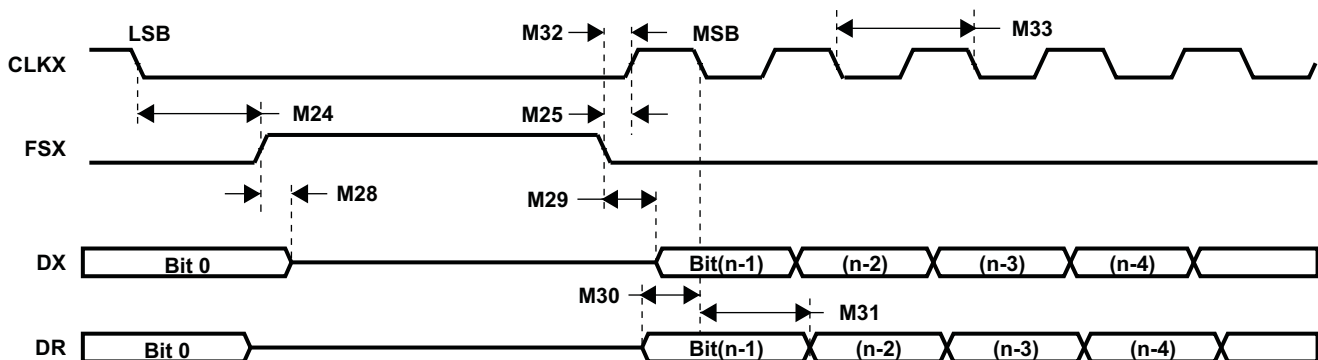 LSB M32 MSB M33
CLKX
M24 M25
FSX
M28 M29
DX Bit 0 Bit(n-1) (n-2) (n-3) (n-4)
M30 M31
DR Bit 0 Bit(n-1) (n-2) (n-3) (n-4)